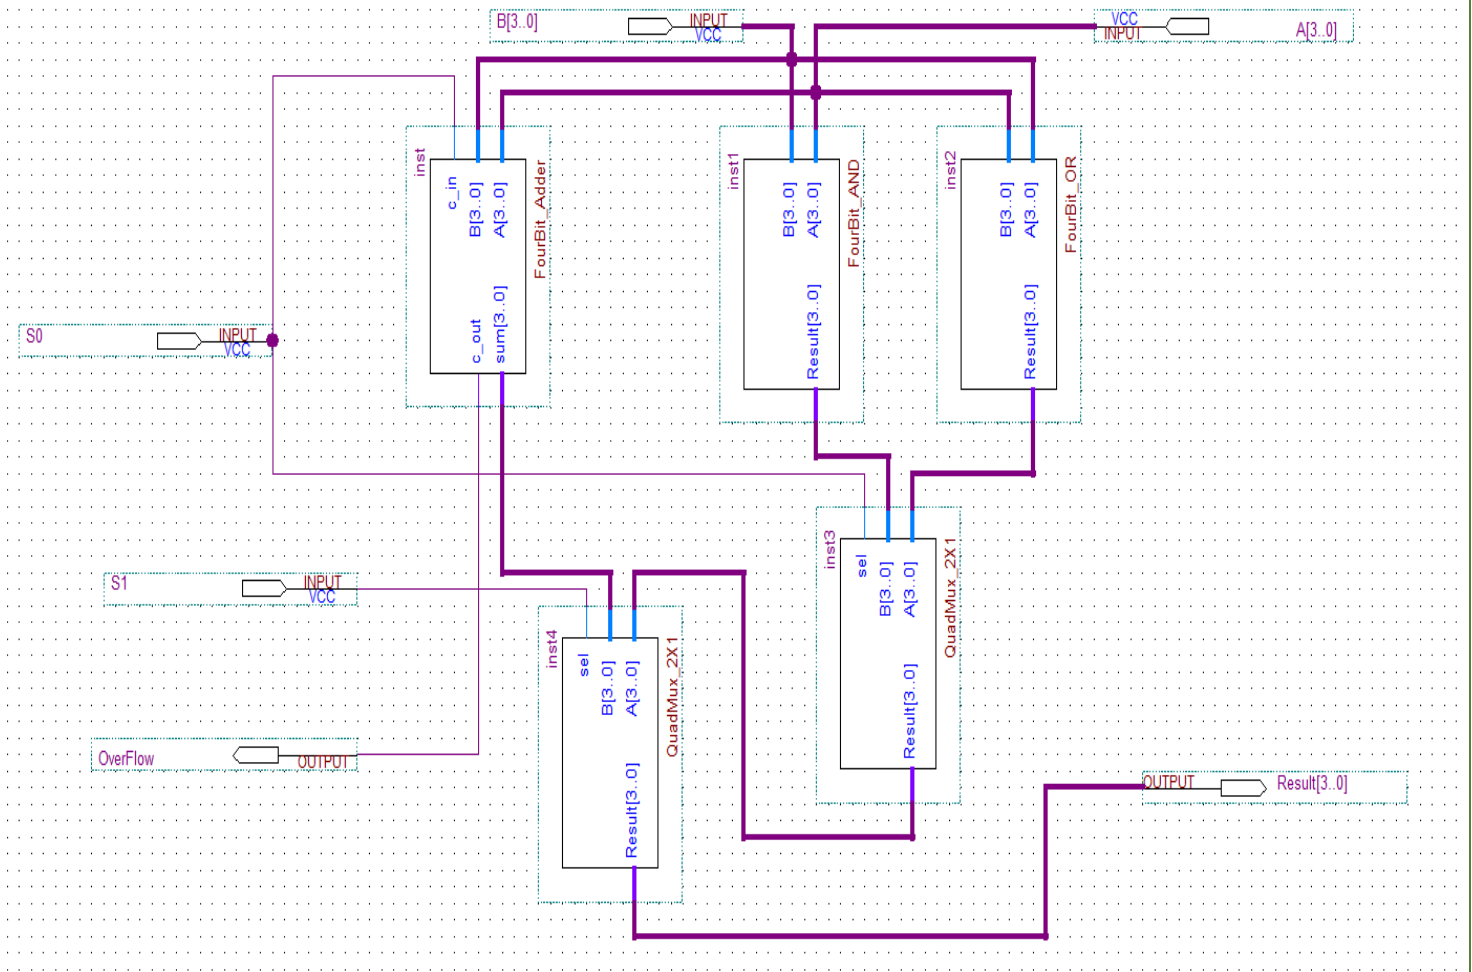 B[3..0]
INPUT
VCC
VCC
INPUT
A[3..0]
inst
c_in
B[3..0]
A[3..0]
c_out
sum[3..0]
FourBit_Adder
inst1
B[3..0]
A[3..0]
Result[3..0]
FourBit_AND
inst2
B[3..0]
A[3..0]
Result[3..0]
FourBit_OR
S0
INPUT
VCC
inst3
sel
B[3..0]
A[3..0]
Result[3..0]
QuadMux_2X1
S1
INPUT
VCC
inst4
sel
B[3..0]
A[3..0]
Result[3..0]
QuadMux_2X1
OverFlow
OUTPUT
OUTPUT
Result[3..0]